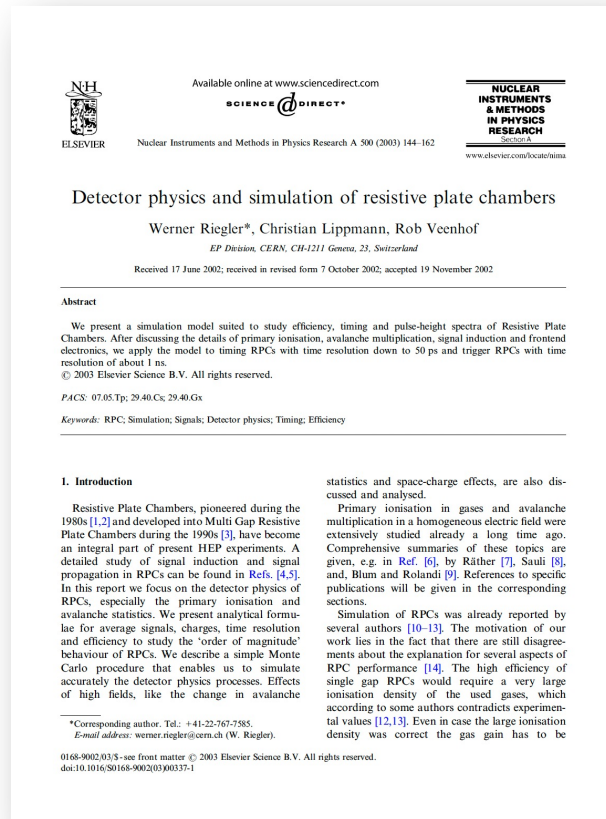 N·H
ELSEVIER
Available online at www.sciencedirect.com
SCIENCE @ DIRECT•
Nuclear Instruments and Methods in Physics Research A 500 (2003) 144–162
NUCLEAR
INSTRUMENTS
& METHODS
IN PHYSICS
RESEARCH
Section A
www.elsevier.com/locate/nima
Detector physics and simulation of resistive plate chambers
Werner Riegler*, Christian Lippmann, Rob Veenhof
EP Division, CERN, CH-1211 Geneva, 23, Switzerland
Received 17 June 2002; received in revised form 7 October 2002; accepted 19 November 2002
Abstract
We present a simulation model suited to study efficiency, timing and pulse-height spectra of Resistive Plate
Chambers. After discussing the details of primary ionisation, avalanche multiplication, signal induction and frontend
electronics, we apply the model to timing RPCs with time resolution down to 50 ps and trigger RPCs with time
resolution of about 1 ns.
© 2003 Elsevier Science B.V. All rights reserved.
PACS: 07.05.Tp; 29.40.Cs; 29.40.Gx
Keywords: RPC; Simulation; Signals; Detector physics; Timing; Efficiency
1. Introduction
Resistive Plate Chambers, pioneered during the
1980s [1,2] and developed into Multi Gap Resistive
Plate Chambers during the 1990s [3], have become
an integral part of present HEP experiments. A
detailed study of signal induction and signal
propagation in RPCs can be found in Refs. [4,5].
In this report we focus on the detector physics of
RPCs, especially the primary ionisation and
avalanche statistics. We present analytical formu-
lae for average signals, charges, time resolution
and efficiency to study the 'order of magnitude'
behaviour of RPCs. We describe a simple Monte
Carlo procedure that enables us to simulate
accurately the detector physics processes. Effects
of high fields, like the change in avalanche
*Corresponding author. Tel.: +41-22-767-7585.
E-mail address: werner.riegler@cern.ch (W. Riegler).
statistics and space-charge effects, are also dis-
cussed and analysed.
Primary ionisation in gases and avalanche
multiplication in a homogeneous electric field were
extensively studied already a long time ago.
Comprehensive summaries of these topics are
given, e.g. in Ref. [6], by Räther [7], Sauli [8],
and, Blum and Rolandi [9]. References to specific
publications will be given in the corresponding
sections.
Simulation of RPCs was already reported by
several authors [10–13]. The motivation of our
work lies in the fact that there are still disagree-
ments about the explanation for several aspects of
RPC performance [14]. The high efficiency of
single gap RPCs would require a very large
ionisation density of the used gases, which
according to some authors contradicts experimen-
tal values [12,13]. Even in case the large ionisation
density was correct the gas gain has to be
0168-9002/03/$ - see front matter © 2003 Elsevier Science B.V. All rights reserved.
doi:10.1016/S0168-9002(03)00337-1